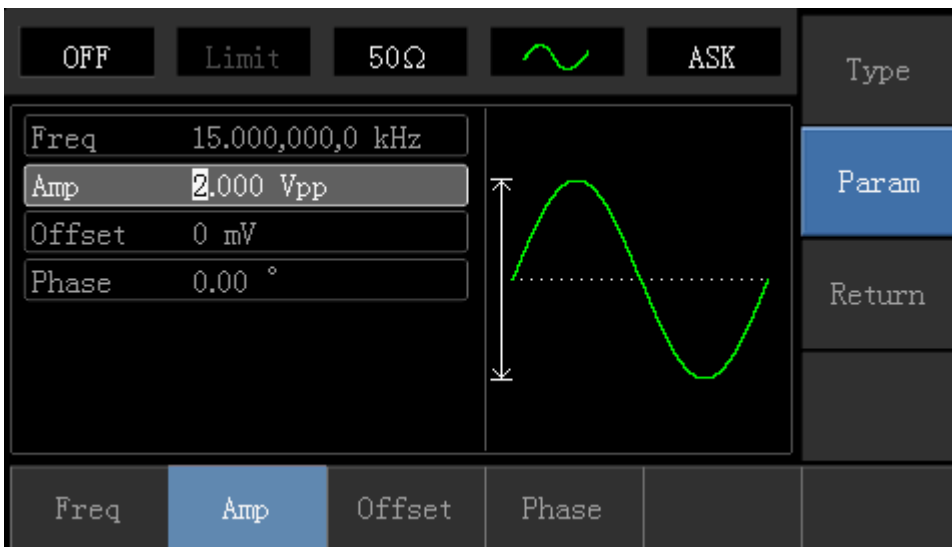 OFF Limit 50Ω ASK
Type
Freq 15.000,000,0 kHz
Amp 2.000 Vpp
Param
Offset 0 mV
Phase 0.00 °
Return
Freq Amp Offset Phase